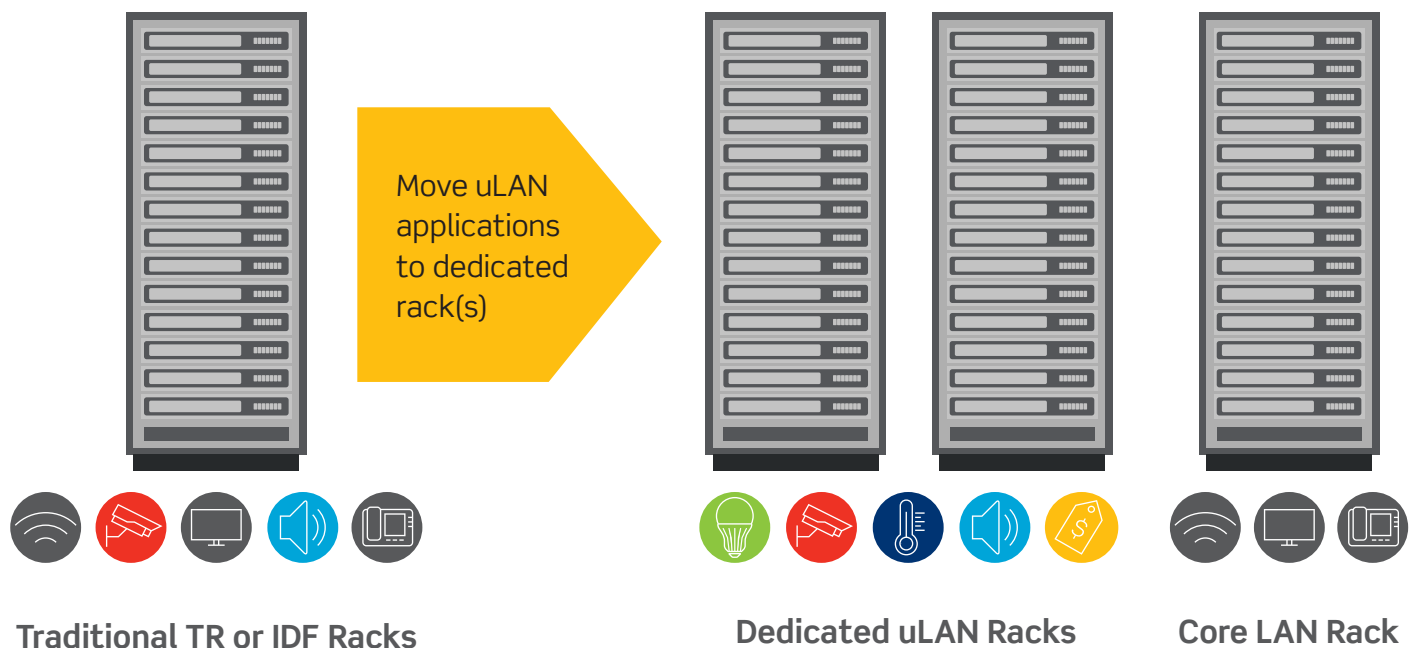 Move uLAN
applications
to dedicated
rack(s)
$
Traditional TR or IDF Racks
Dedicated uLAN Racks
Core LAN Rack